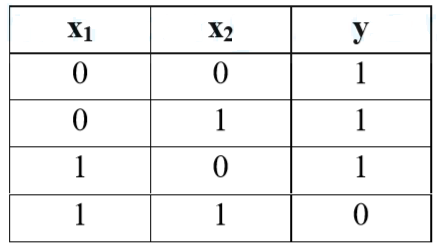 x₁ x₂ y
0 0 1
0 1 1
1 0 1
1 1 0